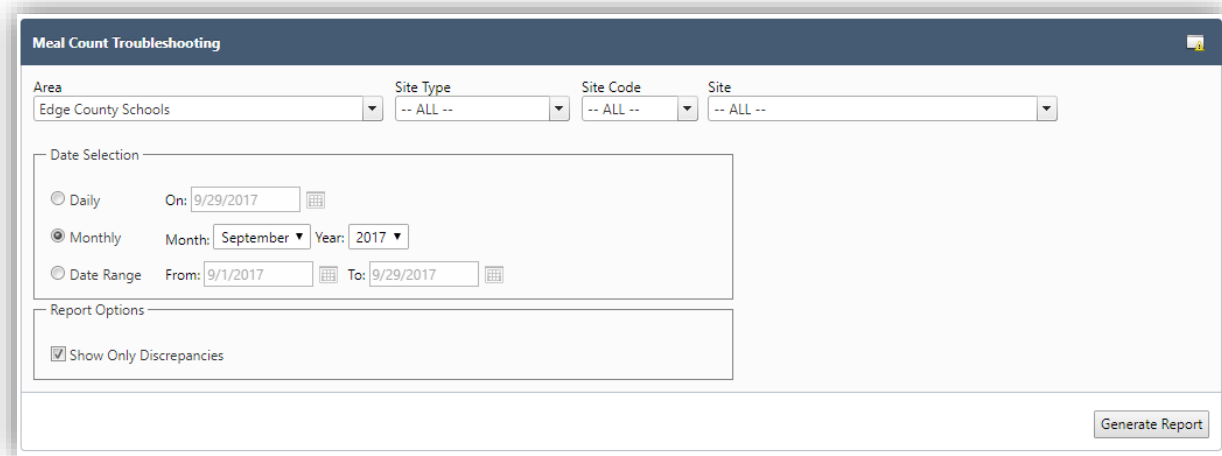 Meal Count Troubleshooting
Area Site Type Site Code Site
Edge County Schools -- ALL -- -- ALL -- -- ALL --
Date Selection
Daily On: 9/29/2017
Monthly Month: September Year: 2017
Date Range From: 9/1/2017 To: 9/29/2017
Report Options
Show Only Discrepancies
Generate Report